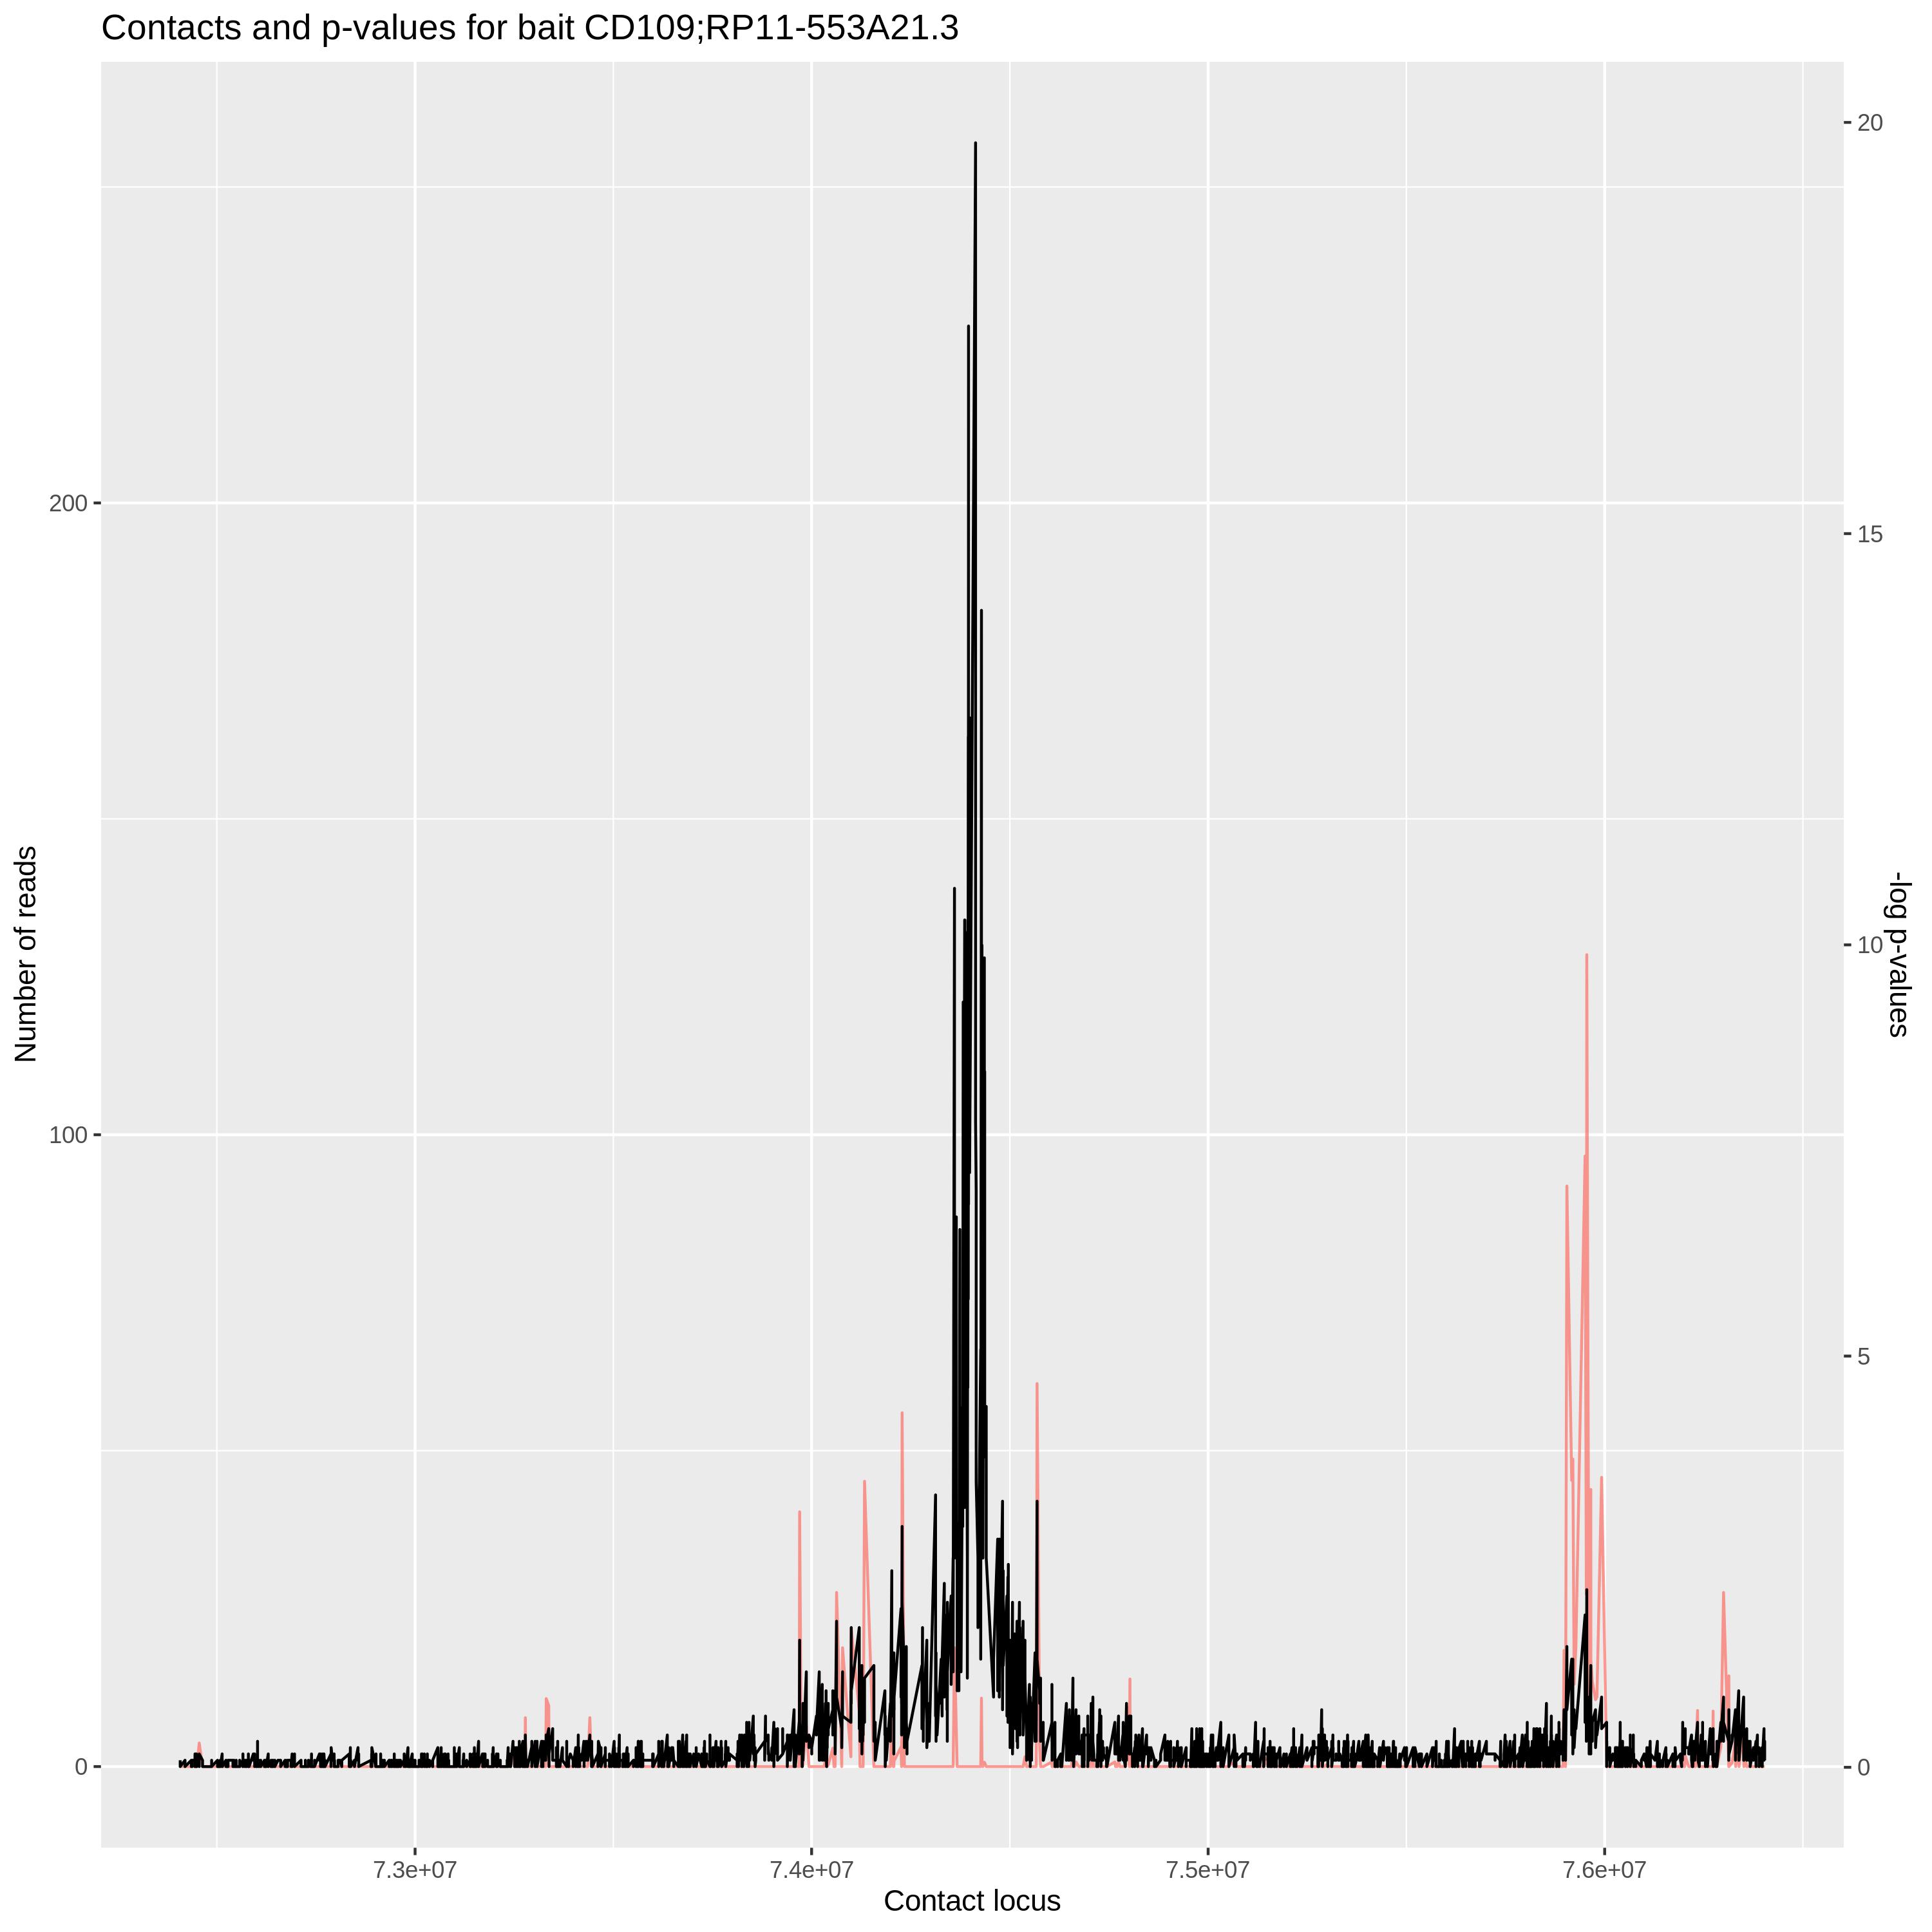 Contacts and p-values for bait CD109;RP11-553A21.3
Number of reads
200
100
0
20
15
10
5
0
-log p-values
7.3e+07
7.4e+07
7.5e+07
7.6e+07
Contact locus